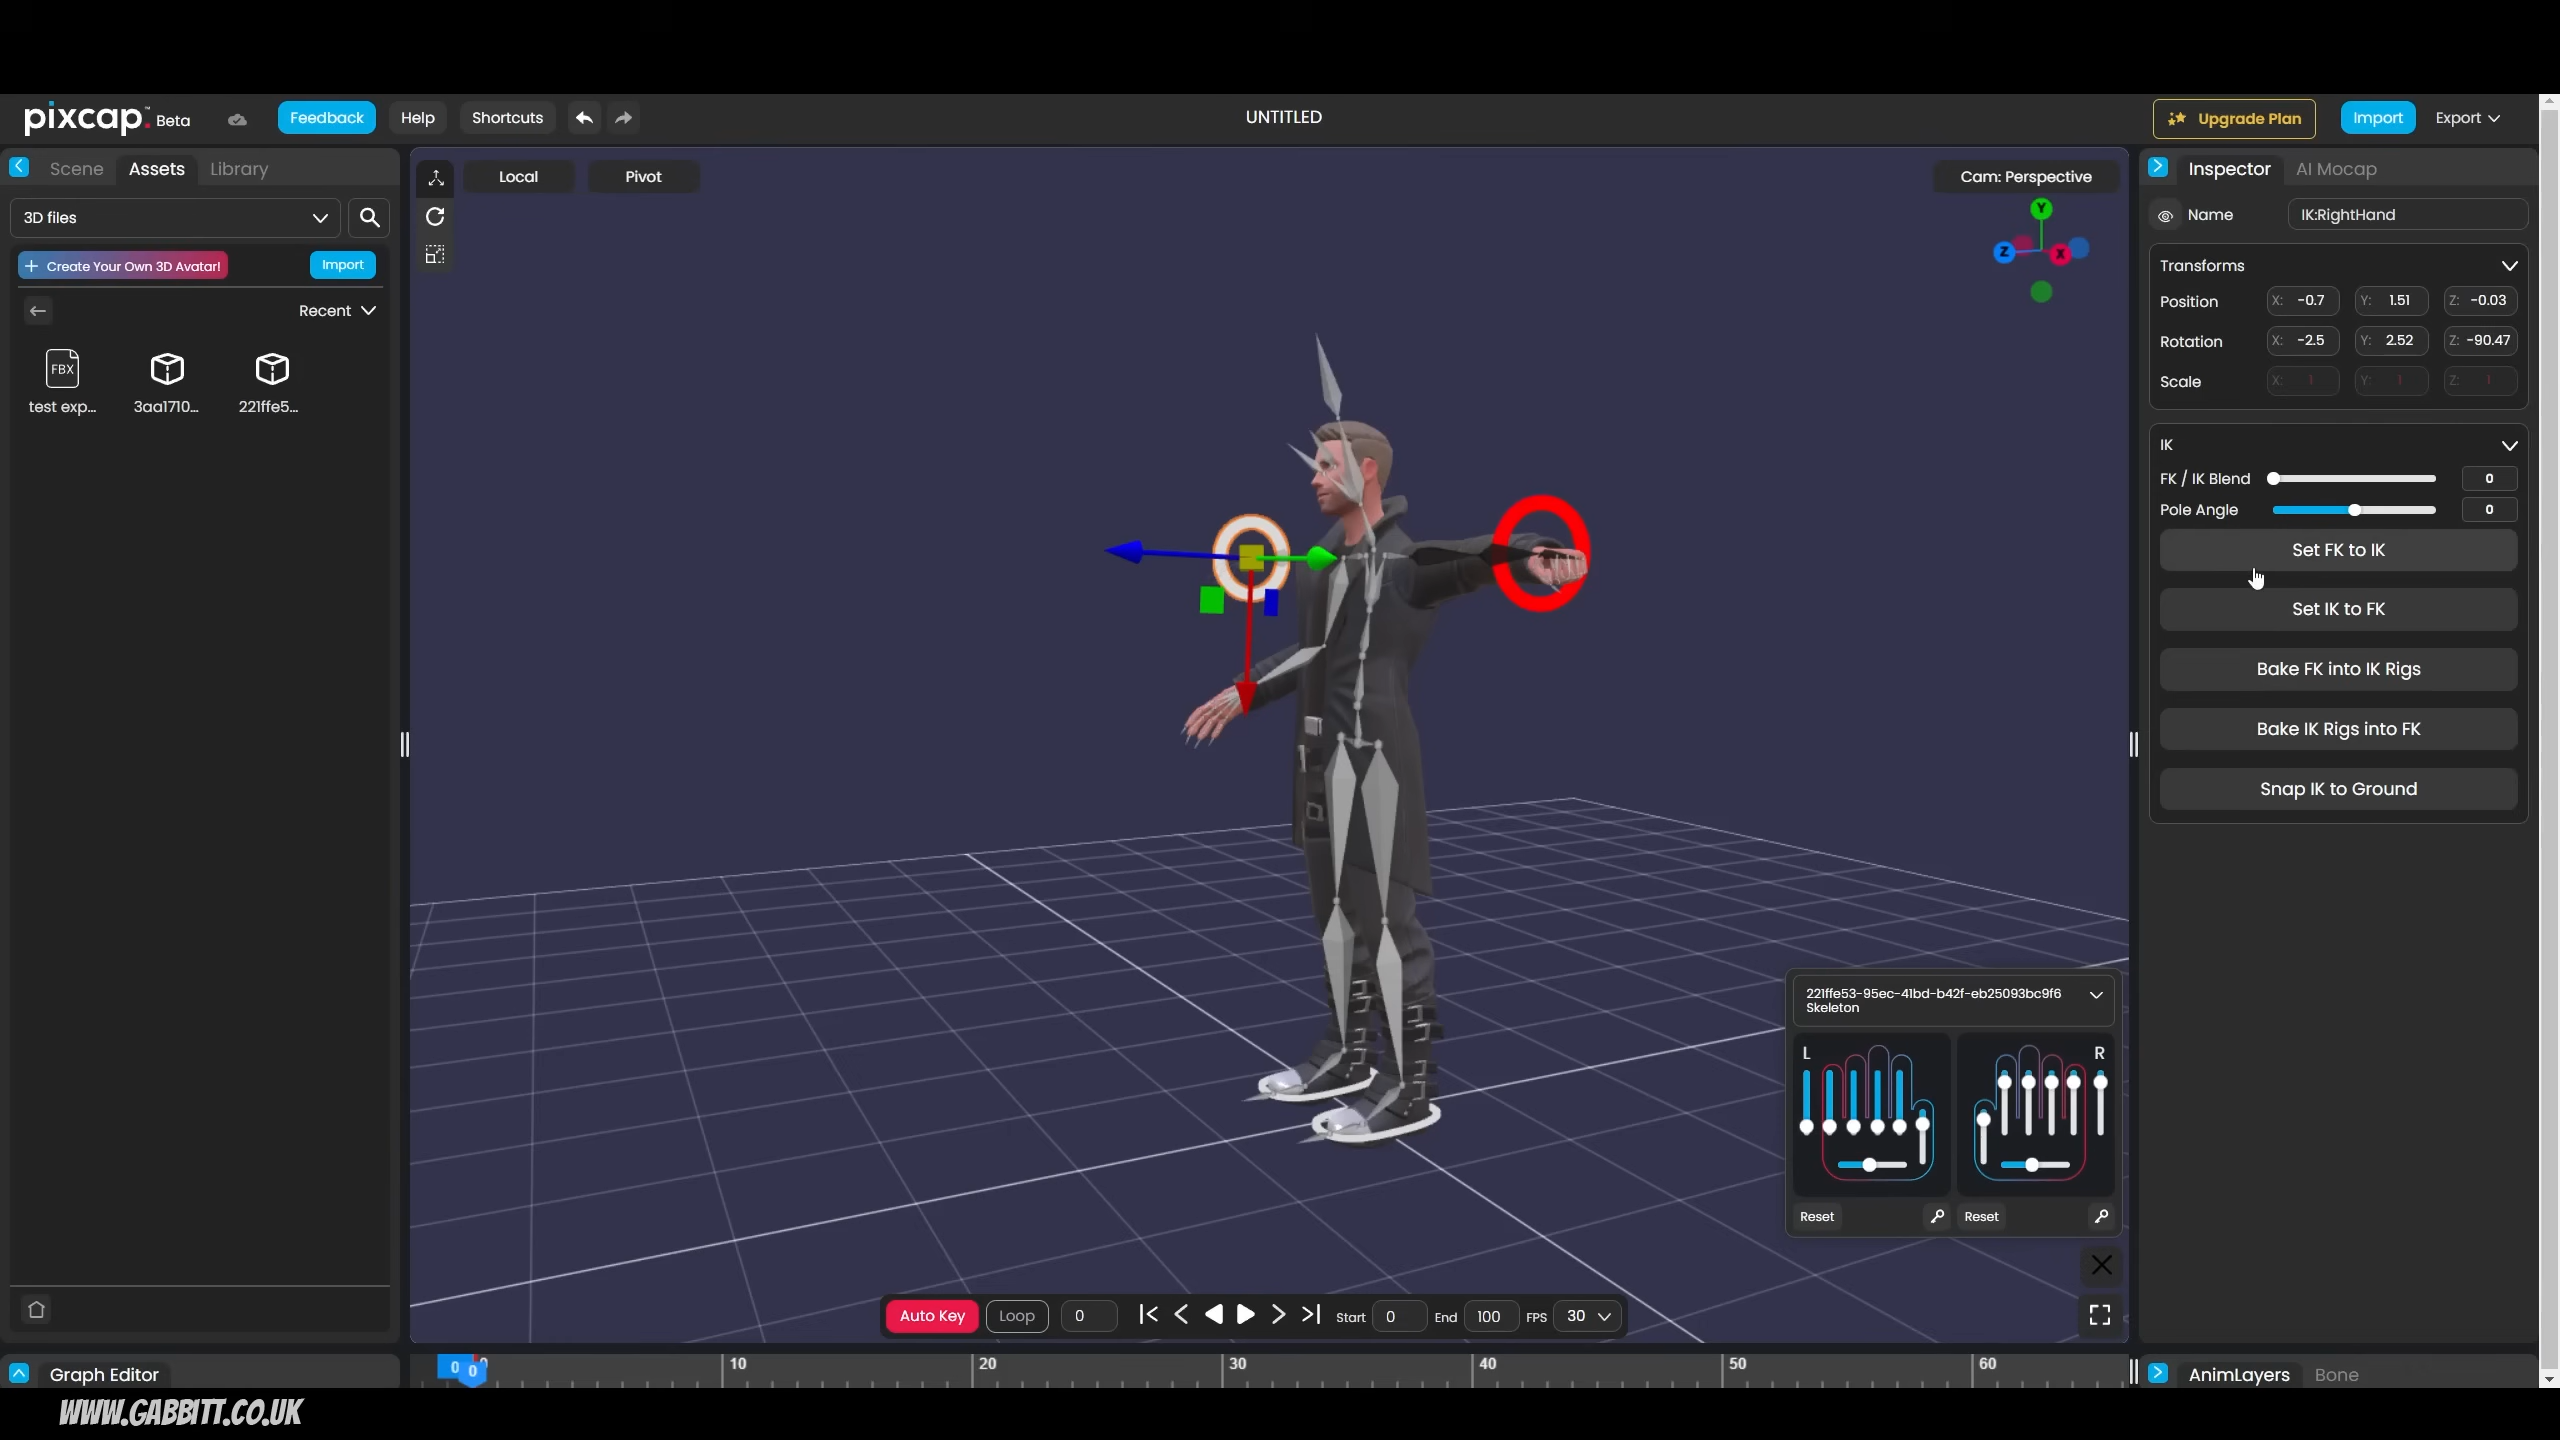 pixcap.™ Beta
Feedback
Help
Shortcuts
UNTITLED
Upgrade Plan
Import
Export
Scene
Assets
Library
3D files
+ Create Your Own 3D Avatar!
Import
Recent
FBX
test exp...
3aa1710...
221ffe5...
Local
Pivot
Cam: Perspective
Y
Z
X
Inspector
AI Mocap
Name
IK:RightHand
Transforms
Position
X: -0.7
Y: 1.51
Z: -0.03
Rotation
X: -2.5
Y: 2.52
Z: -90.47
Scale
X: 1
Y: 1
Z: 1
IK
FK / IK Blend
0
Pole Angle
0
Set FK to IK
Set IK to FK
Bake FK into IK Rigs
Bake IK Rigs into FK
Snap IK to Ground
221ffe53-95ec-41bd-b42f-eb25093bc9f6
Skeleton
L
R
Reset
Reset
Auto Key
Loop
0
Start
0
End
100
FPS
30
Graph Editor
0
0
10
20
30
40
50
60
AnimLayers
Bone
WWW.GABBITT.CO.UK